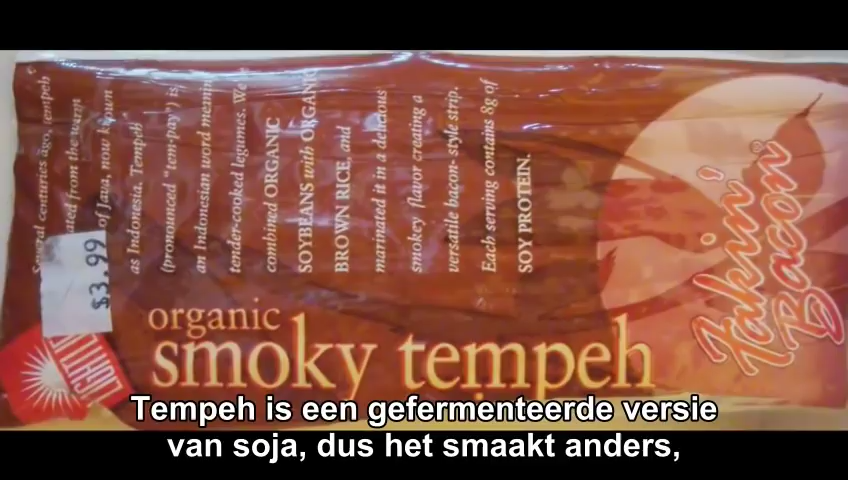 Several centuries ago, tempeh
from the warm
of Java, now known
as Indonesia. Tempeh
(pronounced "tem-pay") is
an Indonesian word
tender-cooked legumes. We
combined ORGANIC
SOYBEANS with ORGANIC
BROWN RICE, and
marinated it in a delicious
smokey flavor creating a
versatile bacon-style strip.
Each serving contains 8g of
SOY PROTEIN.
$3.99
organic
smoky tempeh
Fakin'
Bacon®
Tempeh is een gefermenteerde versie
van soja, dus het smaakt anders,